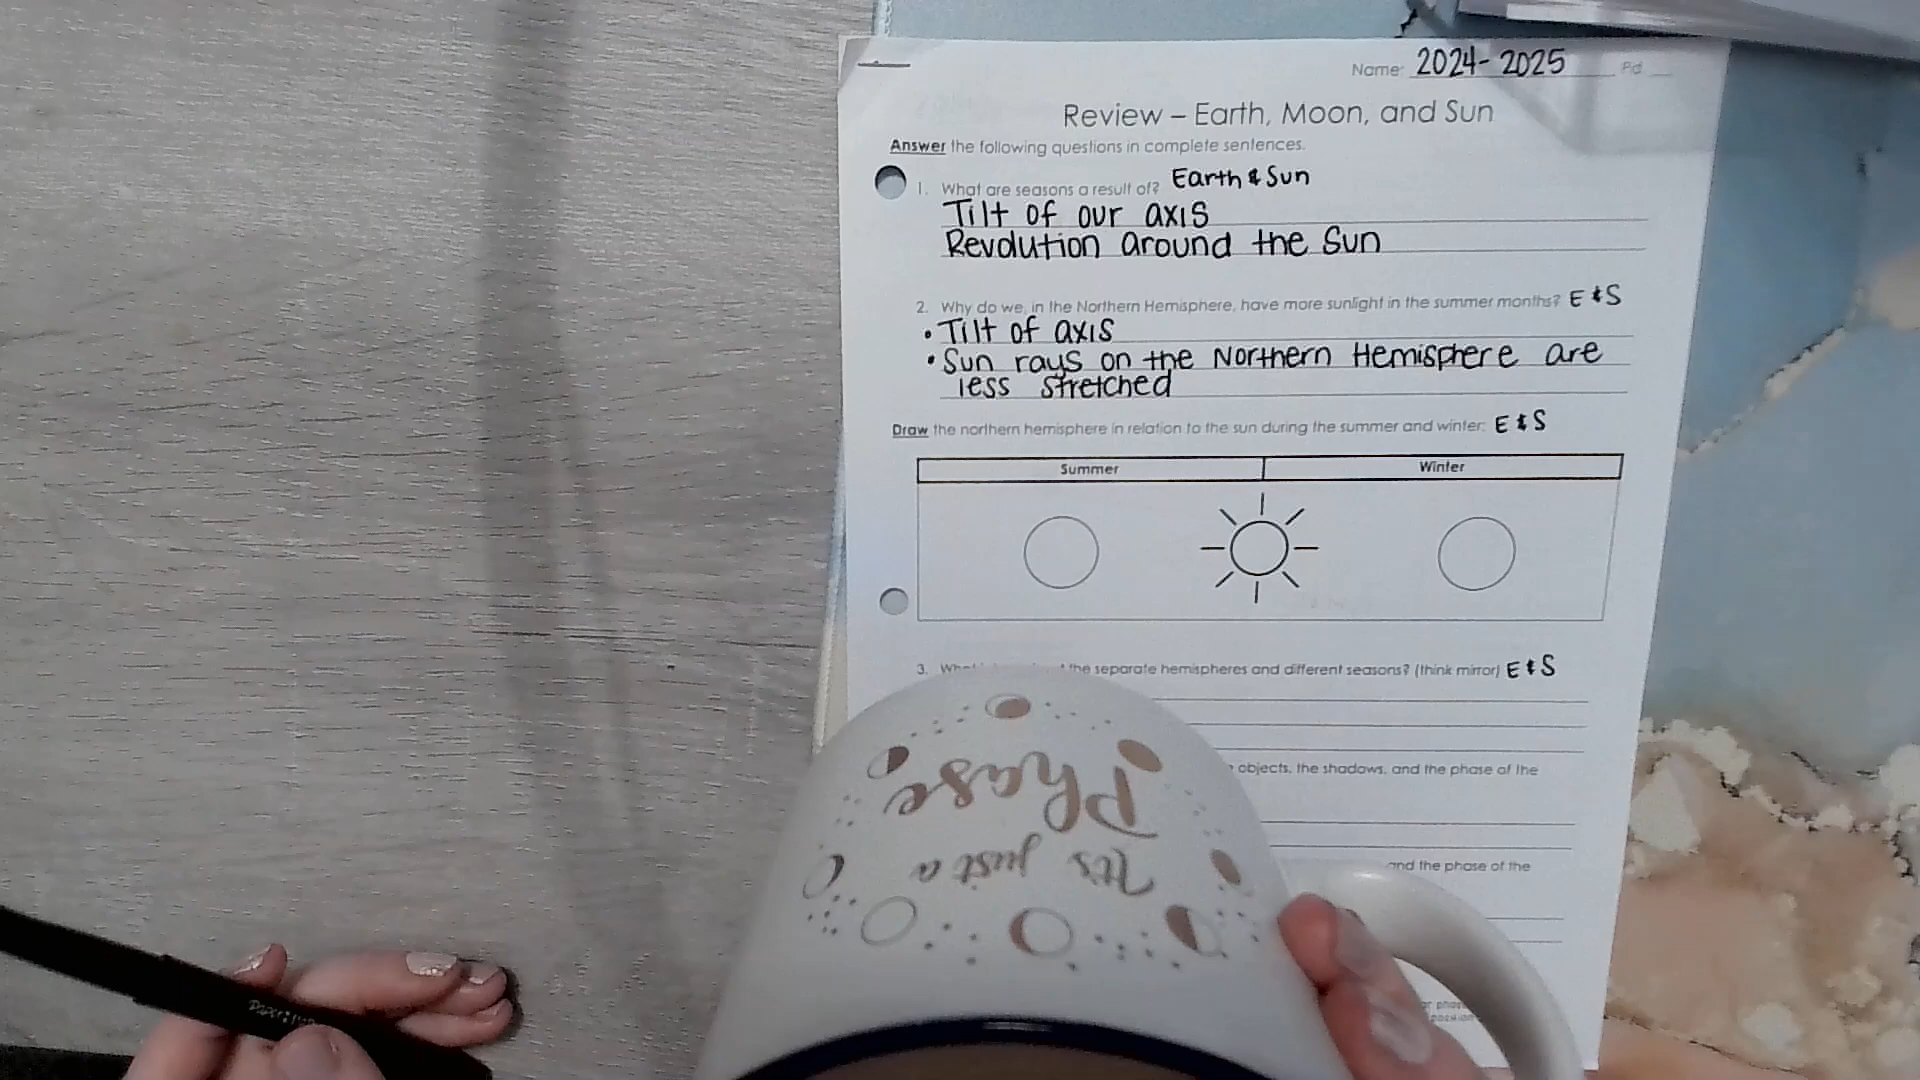 Name: 2024-2025 Pd
Review – Earth, Moon, and Sun
Answer the following questions in complete sentences.
1. What are seasons a result of? Earth & Sun
Tilt of our axis
Revolution around the Sun
2. Why do we, in the Northern Hemisphere, have more sunlight in the summer months? E & S
• Tilt of axis
• Sun rays on the Northern Hemisphere are
less stretched
Draw the northern hemisphere in relation to the sun during the summer and winter: E & S
Summer Winter
3. the separate hemispheres and different seasons? (think mirror) E & S
objects, the shadows, and the phase of the
and the phase of the
It's just a
Phase